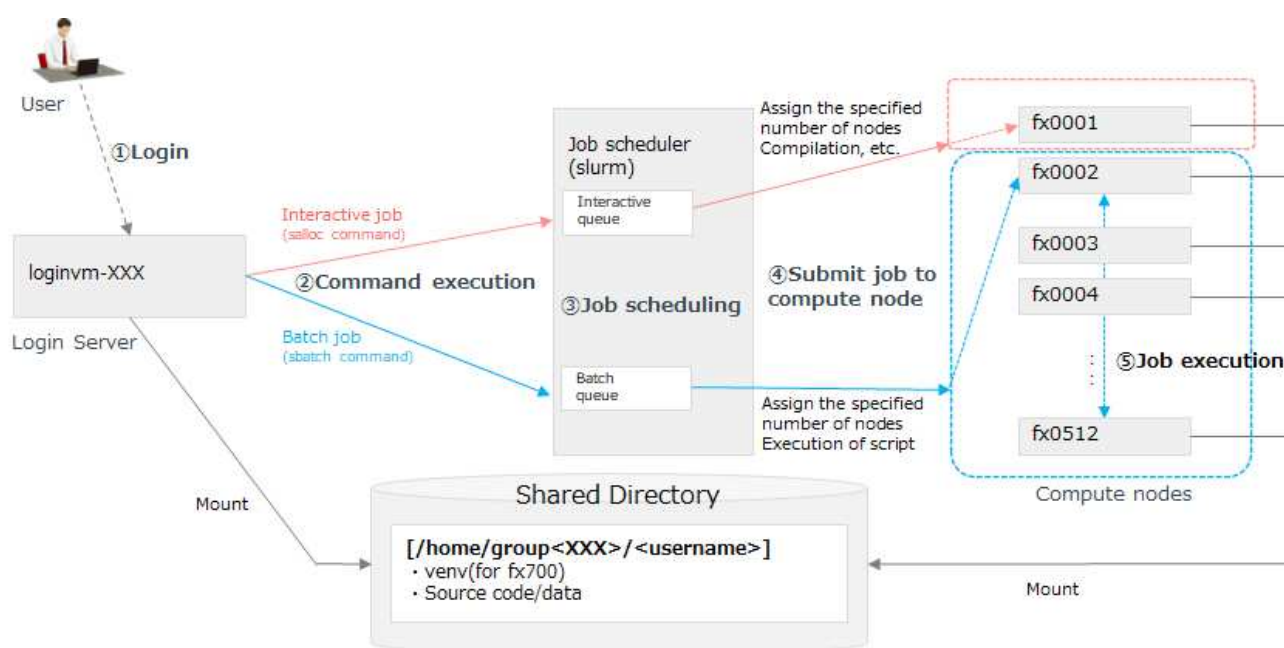 User
①Login
loginvm-XXX
Login Server
Interactive job
(salloc command)
②Command execution
Batch job
(sbatch command)
Job scheduler
(slurm)
Interactive
queue
③Job scheduling
Batch
queue
Assign the specified
number of nodes
Compilation, etc.
④Submit job to
compute node
Assign the specified
number of nodes
Execution of script
fx0001
fx0002
fx0003
fx0004
⑤Job execution
fx0512
Compute nodes
Mount
Shared Directory
[/home/group<XXX>/<username>]
・venv(for fx700)
・Source code/data
Mount